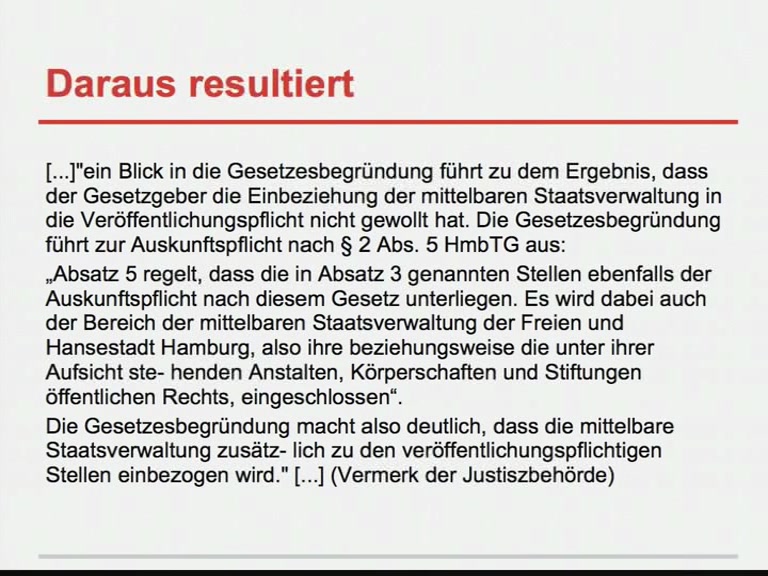 Daraus resultiert
[...]"ein Blick in die Gesetzesbegründung führt zu dem Ergebnis, dass
der Gesetzgeber die Einbeziehung der mittelbaren Staatsverwaltung in
die Veröffentlichungspflicht nicht gewollt hat. Die Gesetzesbegründung
führt zur Auskunftspflicht nach § 2 Abs. 5 HmbTG aus:
„Absatz 5 regelt, dass die in Absatz 3 genannten Stellen ebenfalls der
Auskunftspflicht nach diesem Gesetz unterliegen. Es wird dabei auch
der Bereich der mittelbaren Staatsverwaltung der Freien und
Hansestadt Hamburg, also ihre beziehungsweise die unter ihrer
Aufsicht ste- henden Anstalten, Körperschaften und Stiftungen
öffentlichen Rechts, eingeschlossen“.
Die Gesetzesbegründung macht also deutlich, dass die mittelbare
Staatsverwaltung zusätz- lich zu den veröffentlichungspflichtigen
Stellen einbezogen wird." [...] (Vermerk der Justiszbehörde)